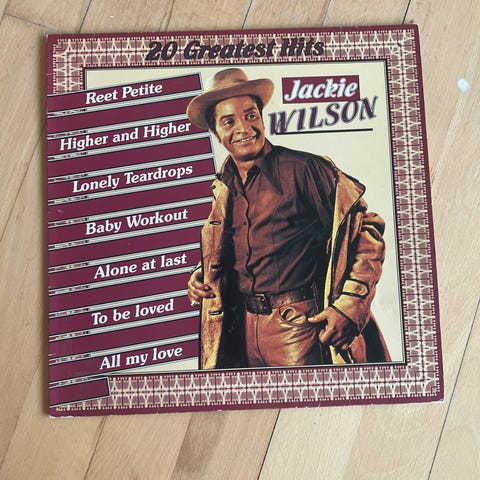 20 Greatest Hits
Jackie
WILSON
Reet Petite
Higher and Higher
Lonely Teardrops
Baby Workout
Alone at last
To be loved
All my love